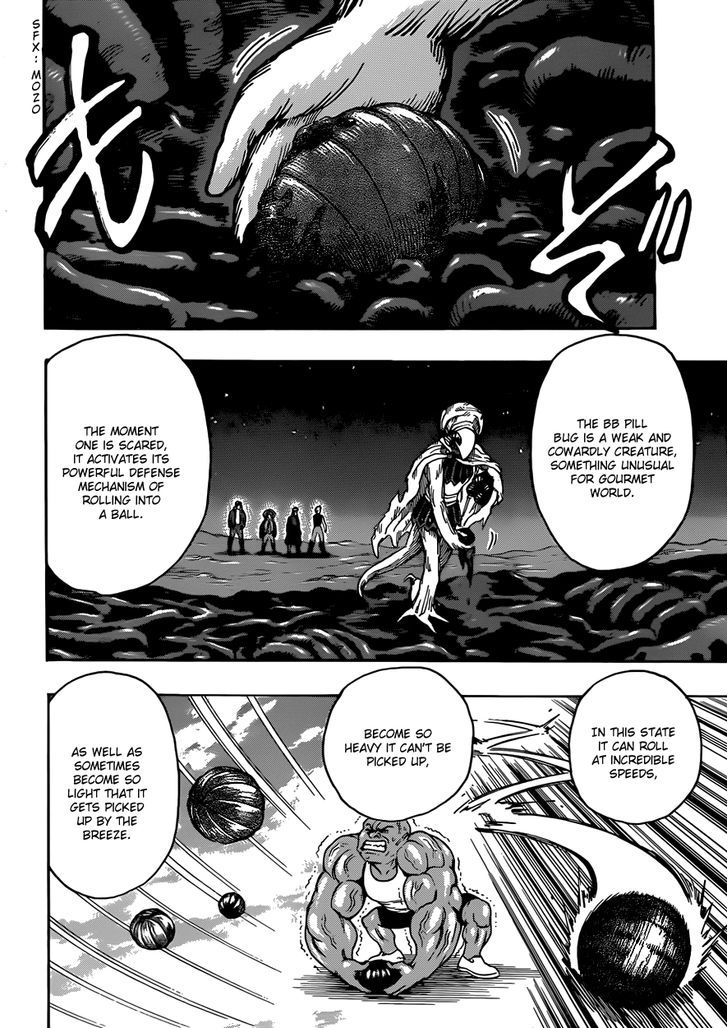 SFX: MOZO
モゾ
THE BB PILL
BUG IS A WEAK AND
COWARDLY CREATURE,
SOMETHING UNUSUAL
FOR GOURMET
WORLD.
THE MOMENT
ONE IS SCARED,
IT ACTIVATES ITS
POWERFUL DEFENSE
MECHANISM OF
ROLLING INTO
A BALL.
IN THIS STATE
IT CAN ROLL
AT INCREDIBLE
SPEEDS,
BECOME SO
HEAVY IT CAN'T BE
PICKED UP,
AS WELL AS
SOMETIMES
BECOME SO
LIGHT THAT IT
GETS PICKED
UP BY THE
BREEZE.